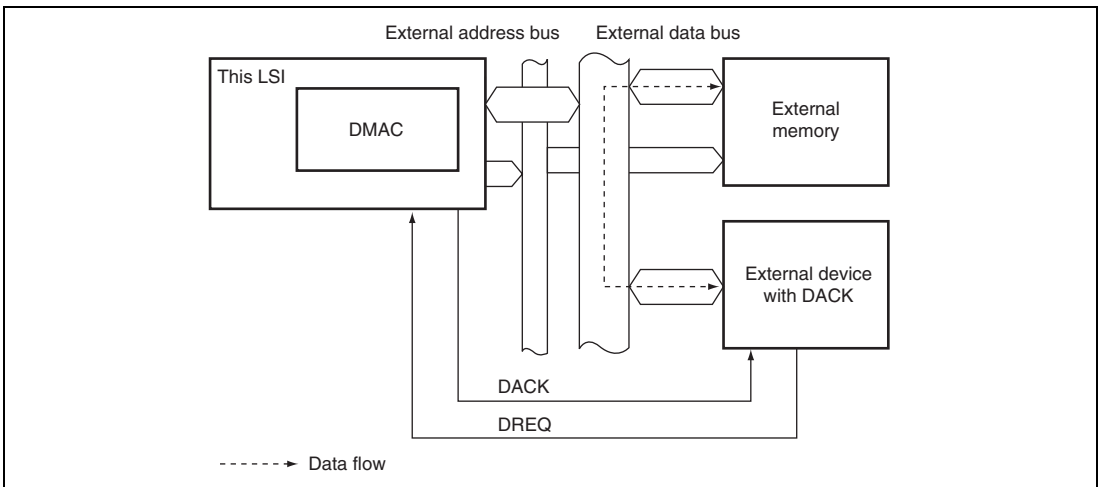 External address bus
External data bus
This LSI
DMAC
External
memory
External device
with DACK
DACK
DREQ
Data flow